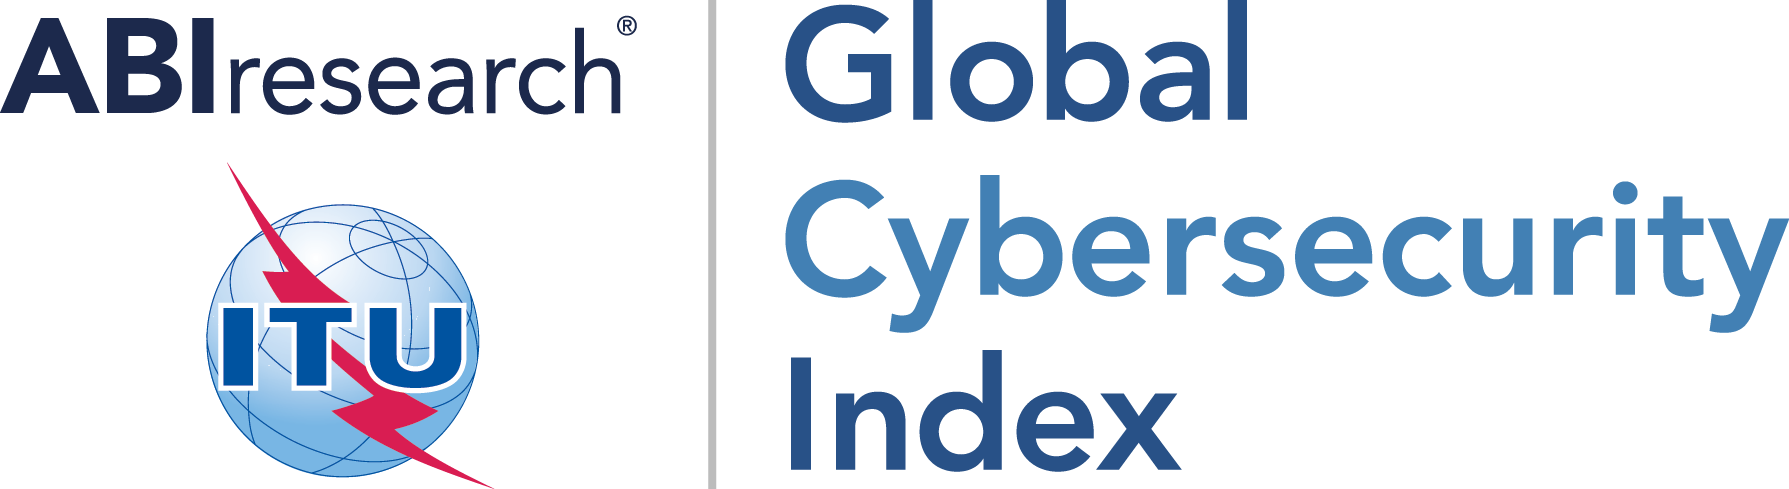 ABIresearch®
ITU
Global
Cybersecurity
Index